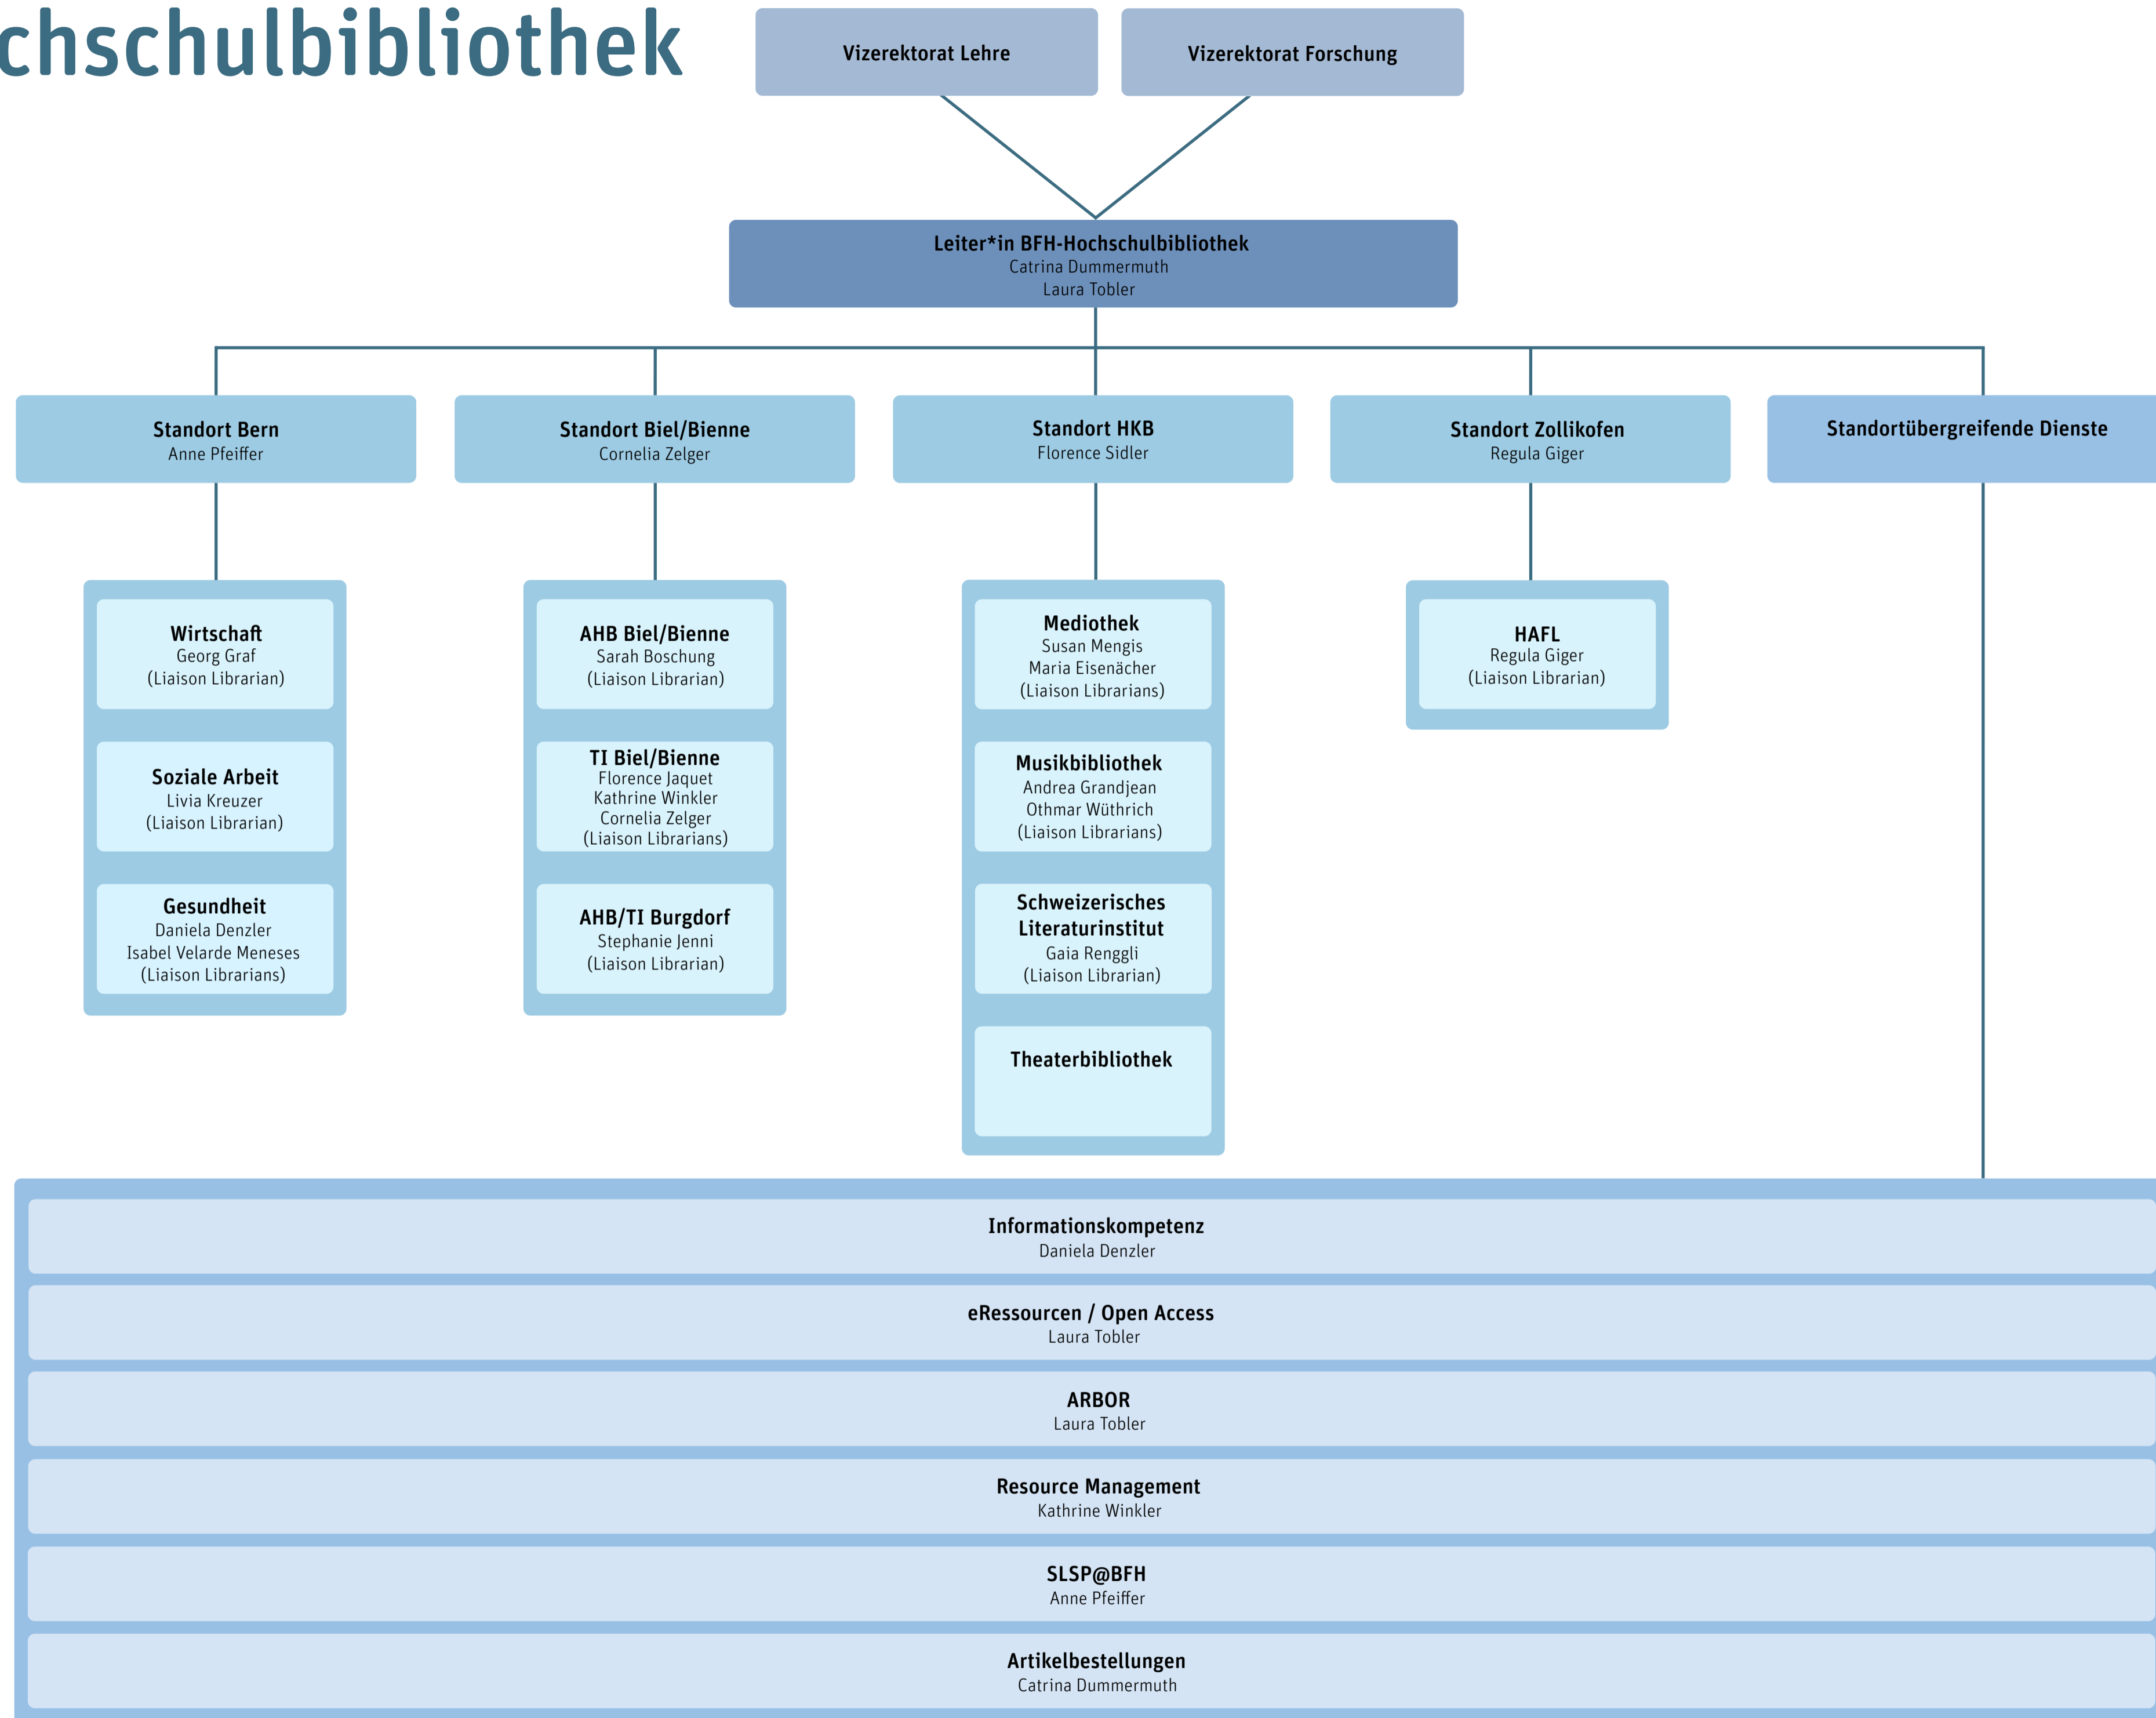 chschulbibliothek
Vizerektorat Lehre
Vizerektorat Forschung
Leiter*in BFH-Hochschulbibliothek
Catrina Dummermuth
Laura Tobler
Standort Bern
Anne Pfeiffer
Standort Biel/Bienne
Cornelia Zelger
Standort HKB
Florence Sidler
Standort Zollikofen
Regula Giger
Standortübergreifende Dienste
Wirtschaft
Georg Graf
(Liaison Librarian)
Soziale Arbeit
Livia Kreuzer
(Liaison Librarian)
Gesundheit
Daniela Denzler
Isabel Velarde Meneses
(Liaison Librarians)
AHB Biel/Bienne
Sarah Boschung
(Liaison Librarian)
TI Biel/Bienne
Florence Jaquet
Kathrine Winkler
Cornelia Zelger
(Liaison Librarians)
AHB/TI Burgdorf
Stephanie Jenni
(Liaison Librarian)
Mediothek
Susan Mengis
Maria Eisenächer
(Liaison Librarians)
Musikbibliothek
Andrea Grandjean
Othmar Wüthrich
(Liaison Librarians)
Schweizerisches
Literaturinstitut
Gaia Renggli
(Liaison Librarian)
Theaterbibliothek
HAFL
Regula Giger
(Liaison Librarian)
Informationskompetenz
Daniela Denzler
eRessourcen / Open Access
Laura Tobler
ARBOR
Laura Tobler
Resource Management
Kathrine Winkler
SLSP@BFH
Anne Pfeiffer
Artikelbestellungen
Catrina Dummermuth